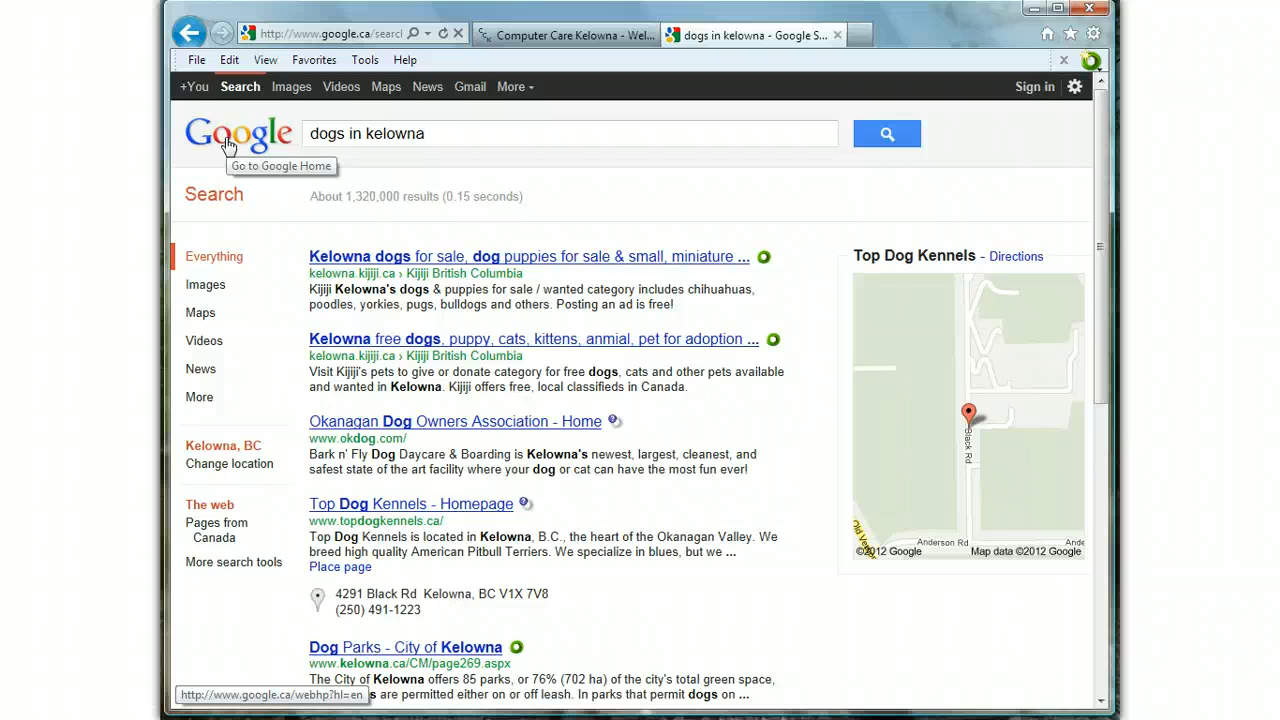 http://www.google.ca/searcl
Computer Care Kelowna - Wel...
dogs in kelowna - Google S...
File Edit View Favorites Tools Help
+You Search Images Videos Maps News Gmail More
Sign in
Google
dogs in kelowna
Go to Google Home
Search
About 1,320,000 results (0.15 seconds)
Everything
Images
Maps
Videos
News
More
Kelowna, BC
Change location
The web
Pages from
Canada
More search tools
Kelowna dogs for sale, dog puppies for sale & small, miniature ...
kelowna.kijiji.ca › Kijiji British Columbia
Kijiji Kelowna's dogs & puppies for sale / wanted category includes chihuahuas,
poodles, yorkies, pugs, bulldogs and others. Posting an ad is free!
Kelowna free dogs, puppy, cats, kittens, anmial, pet for adoption ...
kelowna.kijiji.ca › Kijiji British Columbia
Visit Kijiji's pets to give or donate category for free dogs, cats and other pets available
and wanted in Kelowna. Kijiji offers free, local classifieds in Canada.
Okanagan Dog Owners Association - Home
www.okdog.com/
Bark n' Fly Dog Daycare & Boarding is Kelowna's newest, largest, cleanest, and
safest state of the art facility where your dog or cat can have the most fun ever!
Top Dog Kennels - Homepage
www.topdogkennels.ca/
Top Dog Kennels is located in Kelowna, B.C., the heart of the Okanagan Valley. We
breed high quality American Pitbull Terriers. We specialize in blues, but we ...
Place page
4291 Black Rd Kelowna, BC V1X 7V8
(250) 491-1223
Dog Parks - City of Kelowna
www.kelowna.ca/CM/page269.aspx
The City of Kelowna offers 85 parks, or 76% (702 ha) of the city's total green space,
are permitted either on or off leash. In parks that permit dogs on ...
http://www.google.ca/webhp?hl=en
Top Dog Kennels - Directions
Black Rd
Anderson Rd
©2012 Google
Map data ©2012 Google